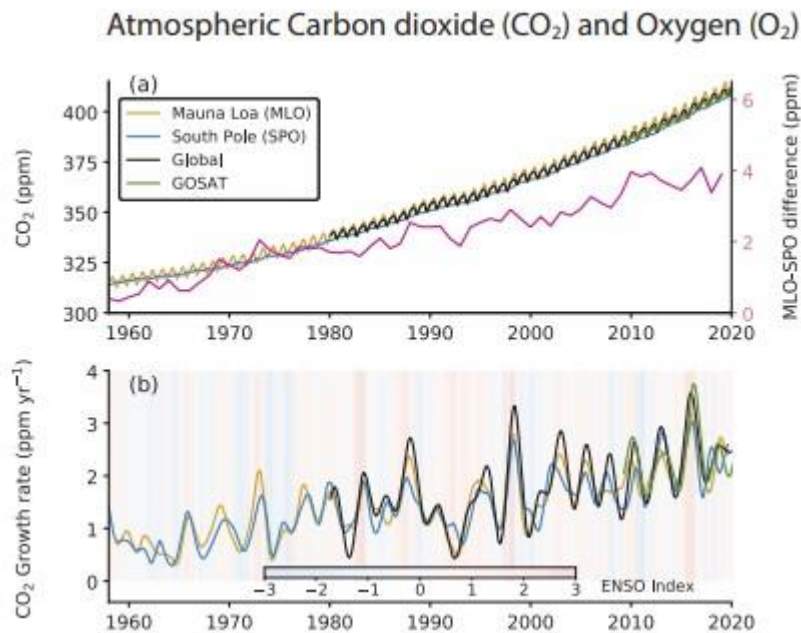 Atmospheric Carbon dioxide (CO₂) and Oxygen (O₂)
(a)
Mauna Loa (MLO)
South Pole (SPO)
Global
GOSAT
CO₂ (ppm)
400
375
350
325
300
MLO-SPO difference (ppm)
6
4
2
0
1960 1970 1980 1990 2000 2010 2020
(b)
CO₂ Growth rate (ppm yr⁻¹)
4
3
2
1
0
−3 −2 −1 0 1 2 3 ENSO Index
1960 1970 1980 1990 2000 2010 2020